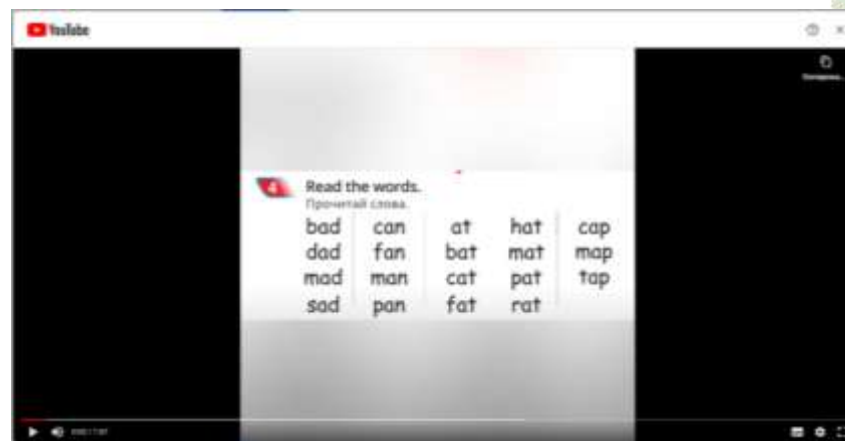 YouTube
4 Read the words.
Прочитай слова.
bad can at hat cap
dad fan bat mat map
mad man cat pat tap
sad pan fat rat